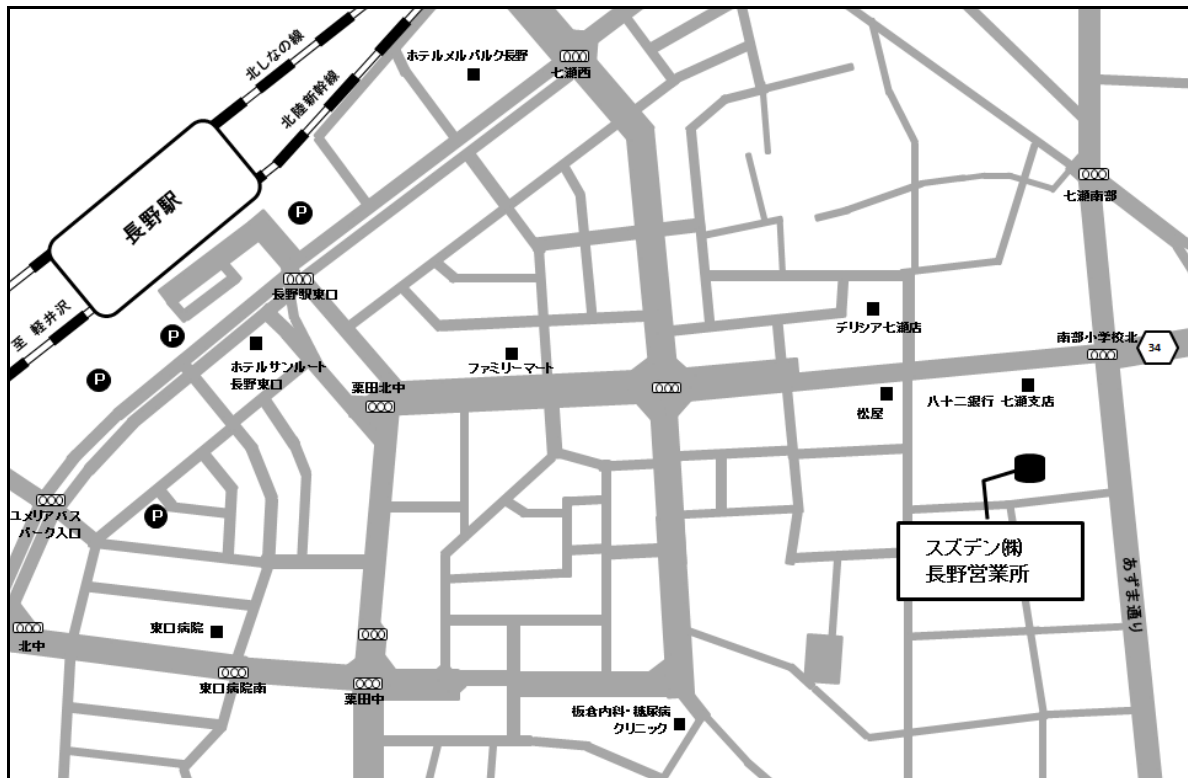 北しなの線
ホテルメルパルク長野
七瀬西
北陸新幹線
長野駅
七瀬南部
P
長野駅東口
至 軽井沢
デリシア七瀬店
P
南部小学校北
34
ホテルサンルート
長野東口
ファミリーマート
P
栗田北中
松屋
八十二銀行 七瀬支店
ユメリアバス
パーク入口
P
スズデン㈱
長野営業所
あずま通り
東口病院
北中
東口病院南
栗田中
板倉内科・糖尿病
クリニック